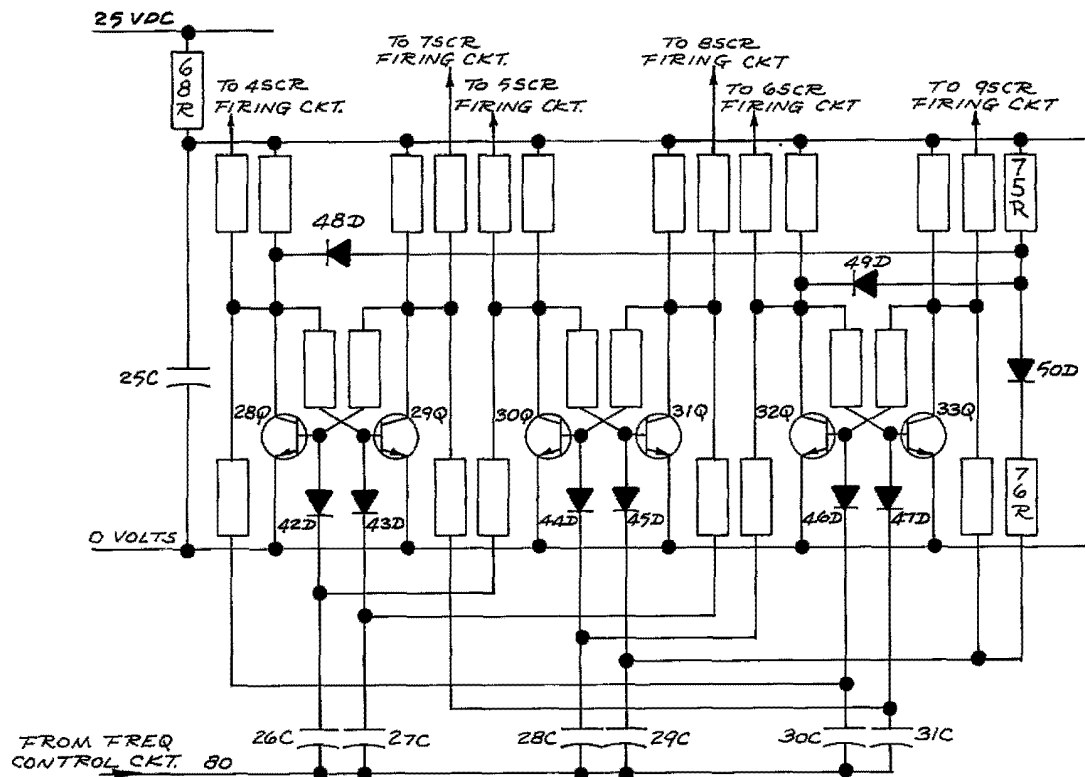 25 VDC
68R
TO 4SCR
FIRING CKT.
TO 7SCR
FIRING CKT.
TO 5SCR
FIRING CKT.
TO 8SCR
FIRING CKT
TO 6SCR
FIRING CKT
TO 9SCR
FIRING CKT
75R
48D
49D
50D
25C
28Q
29Q
30Q
31Q
32Q
33Q
42D
43D
44D
45D
46D
47D
76R
0 VOLTS
26C
27C
28C
29C
30C
31C
FROM FREQ
CONTROL CKT. 80